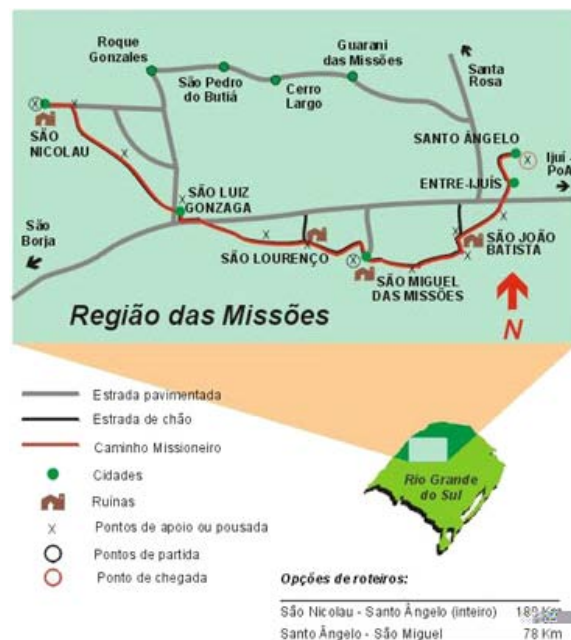 Roque
Gonzales
São Pedro
do Butiá
Cerro
Largo
Guarani
das Missões
Santa
Rosa
SANTO ÂNGELO
Ijuí -
PoA
ENTRE-IJUÍS
SÃO
NICOLAU
SÃO LUIZ
GONZAGA
São
Borja
SÃO LOURENÇO
SÃO MIGUEL
DAS MISSÕES
SÃO JOÃO
BATISTA
Região das Missões
N
Estrada pavimentada
Estrada de chão
Caminho Missioneiro
Cidades
Ruínas
x Pontos de apoio ou pousada
Pontos de partida
Ponto de chegada
Rio Grande
do Sul
Opções de roteiros:
São Nicolau - Santo Ângelo (inteiro)
Santo Ângelo - São Miguel 78 Km